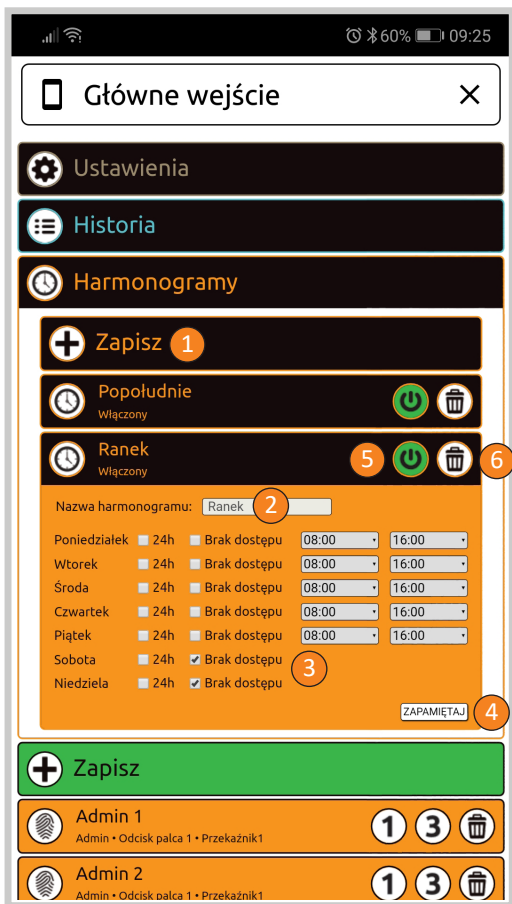 60% 09:25
Główne wejście
Ustawienia
Historia
Harmonogramy
Zapisz 1
Popołudnie
Włączony
Ranek
Włączony
5 6
Nazwa harmonogramu: Ranek 2
Poniedziałek 24h Brak dostępu 08:00 16:00
Wtorek 24h Brak dostępu 08:00 16:00
Środa 24h Brak dostępu 08:00 16:00
Czwartek 24h Brak dostępu 08:00 16:00
Piątek 24h Brak dostępu 08:00 16:00
Sobota 24h Brak dostępu 3
Niedziela 24h Brak dostępu
ZAPAMIĘTAJ 4
Zapisz
Admin 1
Admin • Odcisk palca 1 • Przekaźnik1
1 3
Admin 2
Admin • Odcisk palca 1 • Przekaźnik1
1 3